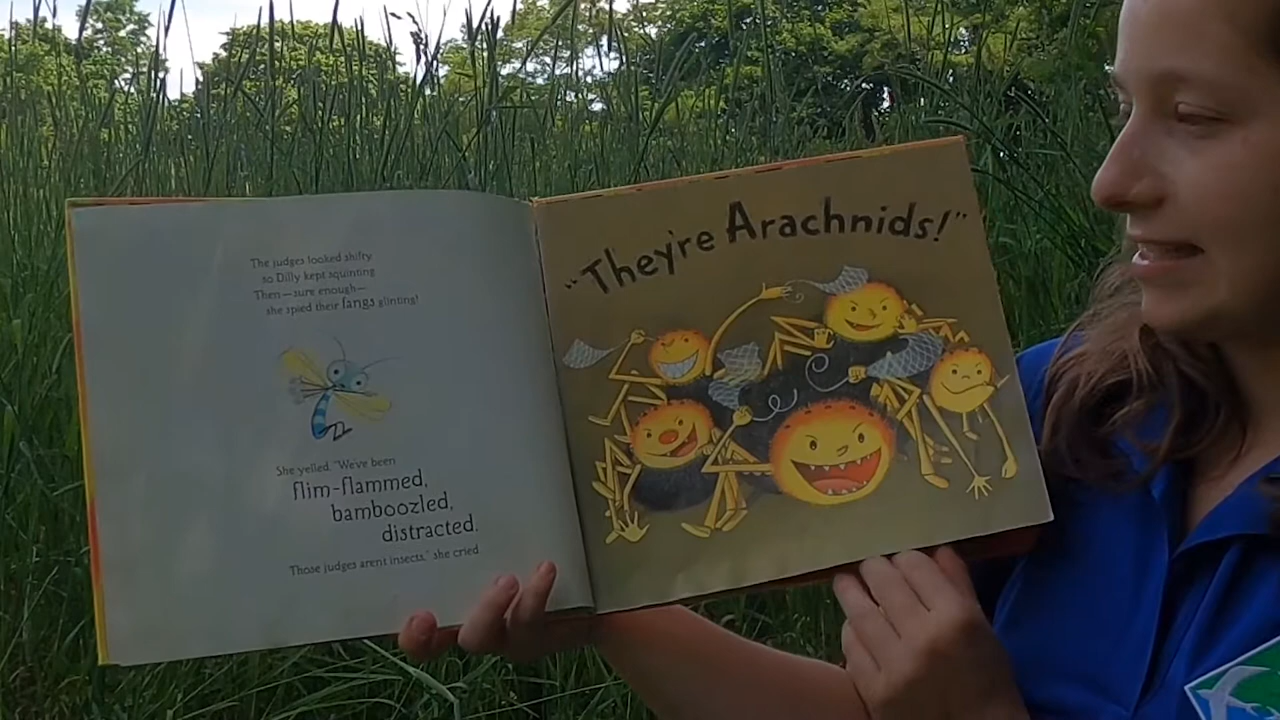 The judges looked shifty
so Dilly kept squinting
Then—sure enough—
she spied their fangs glinting!
She yelled, "We've been
flim-flammed,
bamboozled,
distracted.
Those judges arent insects," she cried
"They're Arachnids!"